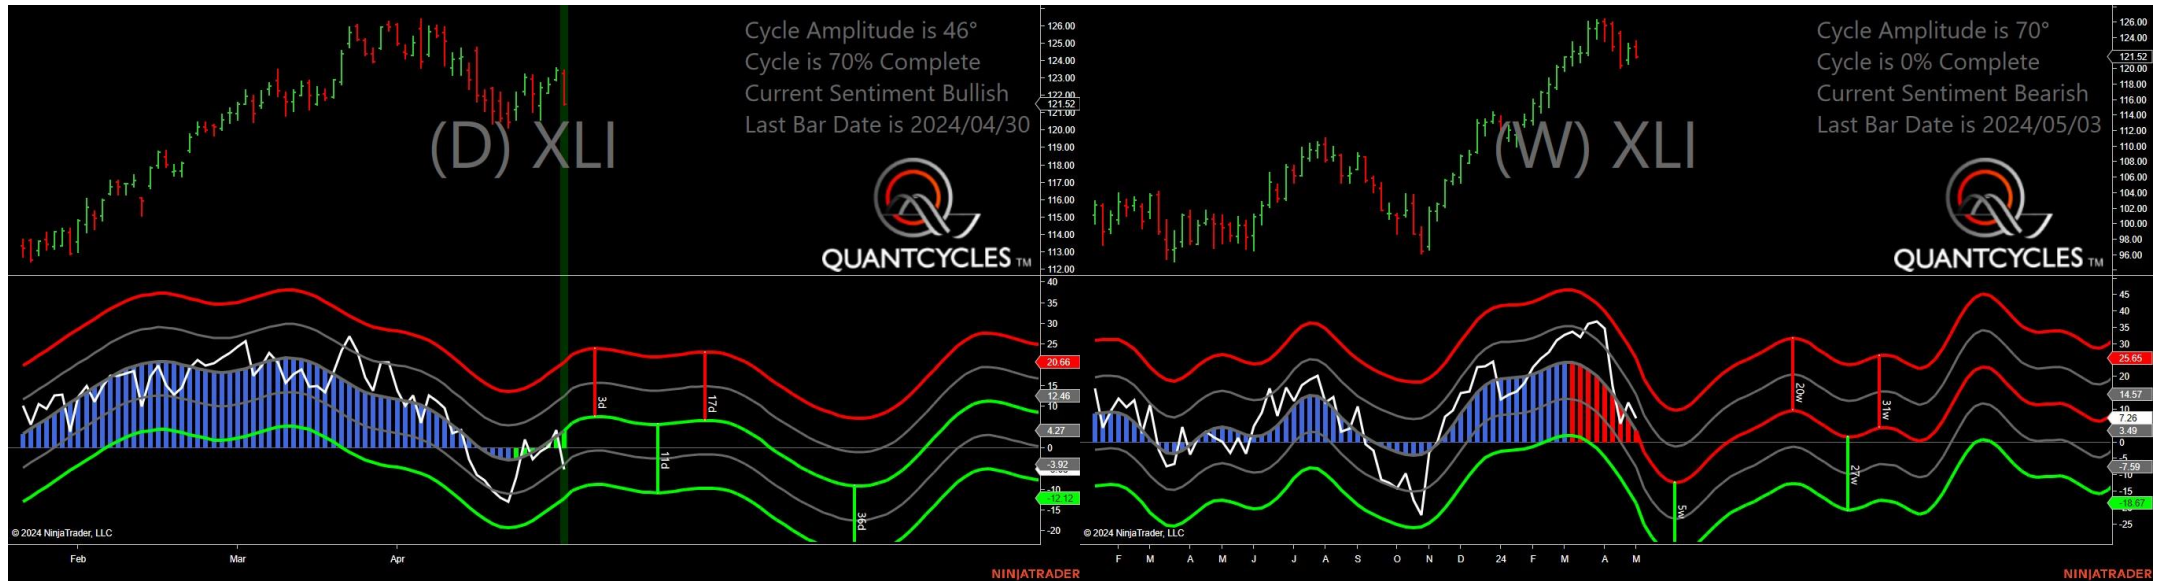 Cycle Amplitude is 46°
Cycle is 70% Complete
Current Sentiment Bullish
Last Bar Date is 2024/04/30
(D) XLI
QUANTCYCLES TM
126.00
125.00
124.00
123.00
122.00
121.52
120.00
119.00
118.00
117.00
116.00
115.00
114.00
113.00
112.00
40
35
30
25
20.66
15
12.46
10
4.27
0
-3.92
-10
-12.12
-15
-20
3d
17d
11d
36d
© 2024 NinjaTrader, LLC
Feb
Mar
Apr
NINJATRADER
Cycle Amplitude is 70°
Cycle is 0% Complete
Current Sentiment Bearish
Last Bar Date is 2024/05/03
(W) XLI
QUANTCYCLES TM
126.00
124.00
121.52
120.00
118.00
116.00
114.00
112.00
110.00
108.00
106.00
104.00
102.00
100.00
98.00
96.00
45
40
35
30
25.65
20
14.57
10
7.26
3.49
0
-7.59
-10
-15
-18.67
-25
20w
31w
27w
5w
© 2024 NinjaTrader, LLC
F
M
A
M
J
J
A
S
O
N
D
24
F
M
A
M
NINJATRADER